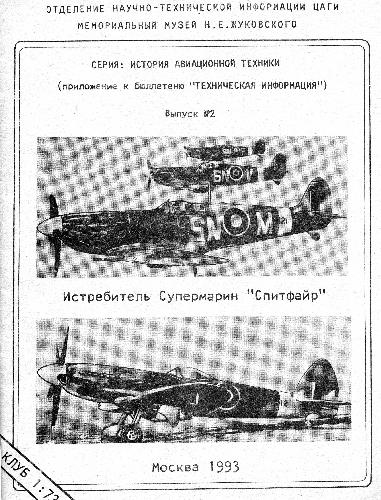 ОТДЕЛЕНИЕ НАУЧНО-ТЕХНИЧЕСКОЙ ИНФОРМАЦИИ ЦАГИ
МЕМОРИАЛЬНЫЙ МУЗЕЙ Н.Е.ЖУКОВСКОГО
СЕРИЯ: ИСТОРИЯ АВИАЦИОННОЙ ТЕХНИКИ
(приложение к бюллетеню "ТЕХНИЧЕСКАЯ ИНФОРМАЦИЯ")
Выпуск №2
SN V
SN M
Истребитель Супермарин "Спитфайр"
Москва 1993
КЛУБ 1:72